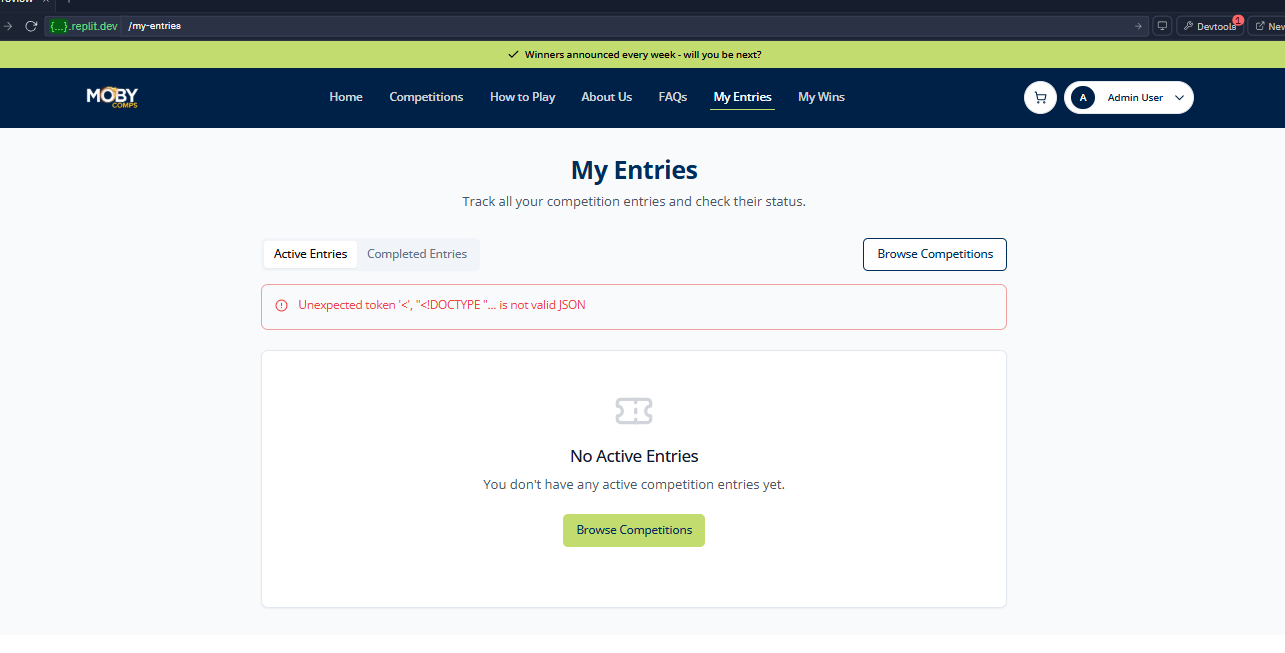 {...}.replit.dev /my-entries
Devtools 1
New
Winners announced every week - will you be next?
MOBY COMPS
Home Competitions How to Play About Us FAQs My Entries My Wins
A Admin User
My Entries
Track all your competition entries and check their status.
Active Entries Completed Entries Browse Competitions
Unexpected token '<', "<!DOCTYPE "... is not valid JSON
No Active Entries
You don't have any active competition entries yet.
Browse Competitions